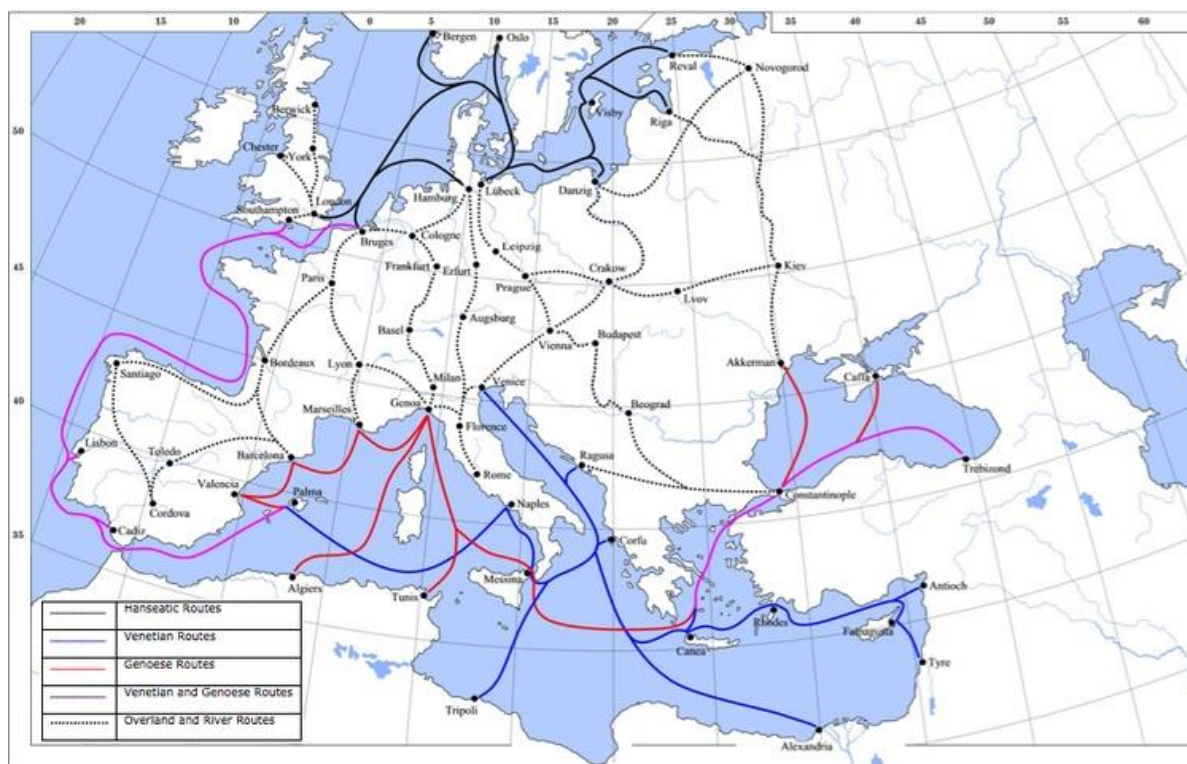 20
15
10
5
0
5
10
15
20
25
30
35
40
45
50
55
60
50
45
40
35
Bergen
Oslo
Reval
Novogorod
Berwick
Visby
Riga
Chester
York
London
Hamburg
Lübeck
Danzig
Southampton
Bruges
Cologne
Leipzig
Paris
Frankfurt
Erfurt
Prague
Crakow
Kiev
Lvov
Basel
Augsburg
Vienna
Budapest
Santiago
Bordeaux
Lyon
Milan
Venice
Akkerman
Caffa
Marseilles
Genoa
Florence
Beograd
Lisbon
Toledo
Barcelona
Rome
Ragusa
Trebizond
Valencia
Palma
Naples
Constantinople
Cordova
Cadiz
Corfu
Algiers
Tunis
Messina
Antioch
Rhodes
Famagusta
Canea
Tyre
Tripoli
Alexandria
Hanseatic Routes
Venetian Routes
Genoese Routes
Venetian and Genoese Routes
Overland and River Routes